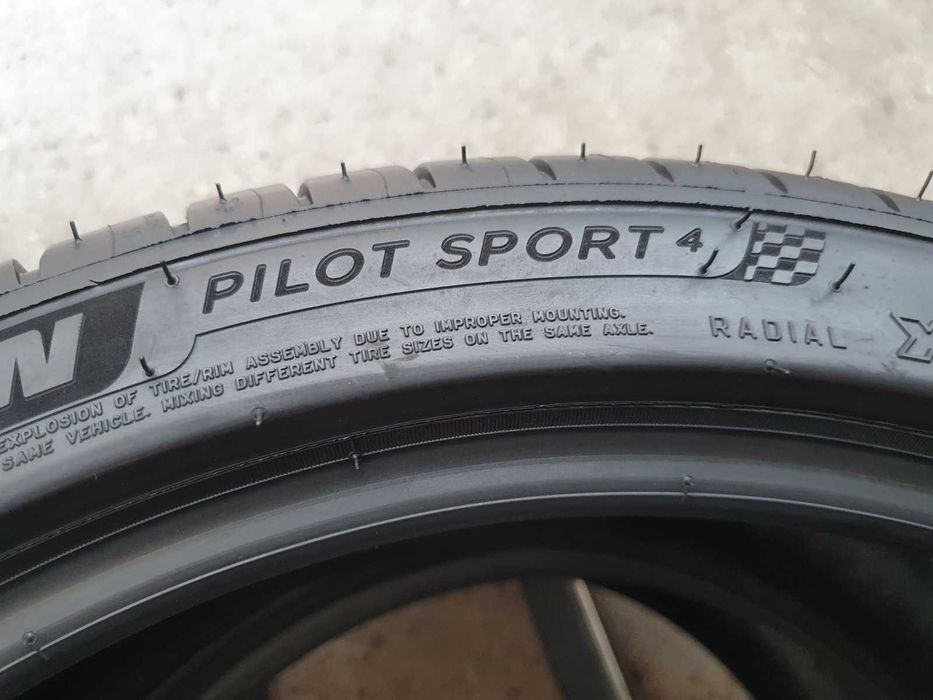 N
PILOT SPORT 4
EXPLOSION OF TIRE/RIM ASSEMBLY DUE TO IMPROPER MOUNTING.
SAME VEHICLE. MIXING DIFFERENT TIRE SIZES ON THE SAME AXLE.
RADIAL X